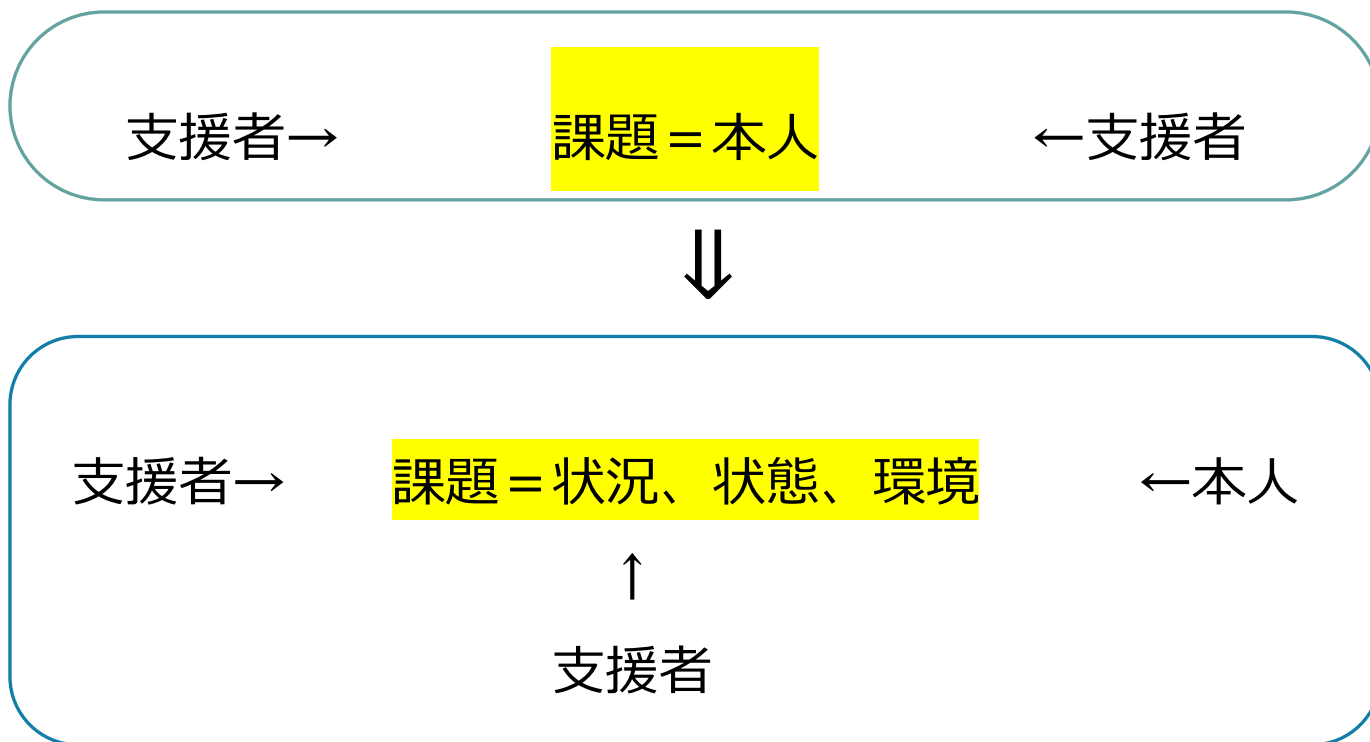 支援者→ 課題＝本人 ←支援者
⇓
支援者→ 課題＝状況、状態、環境 ←本人
↑
支援者